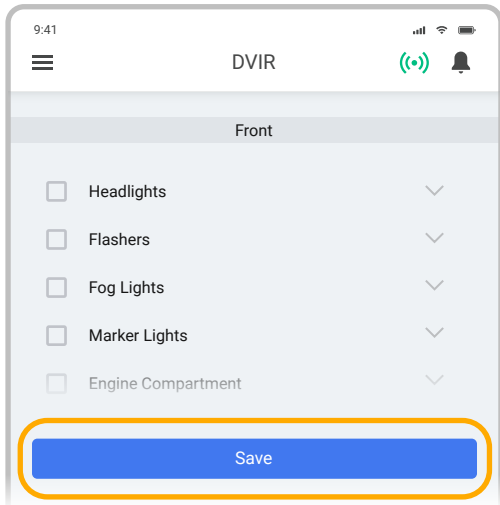 9:41
DVIR
Front
Headlights
Flashers
Fog Lights
Marker Lights
Engine Compartment
Save